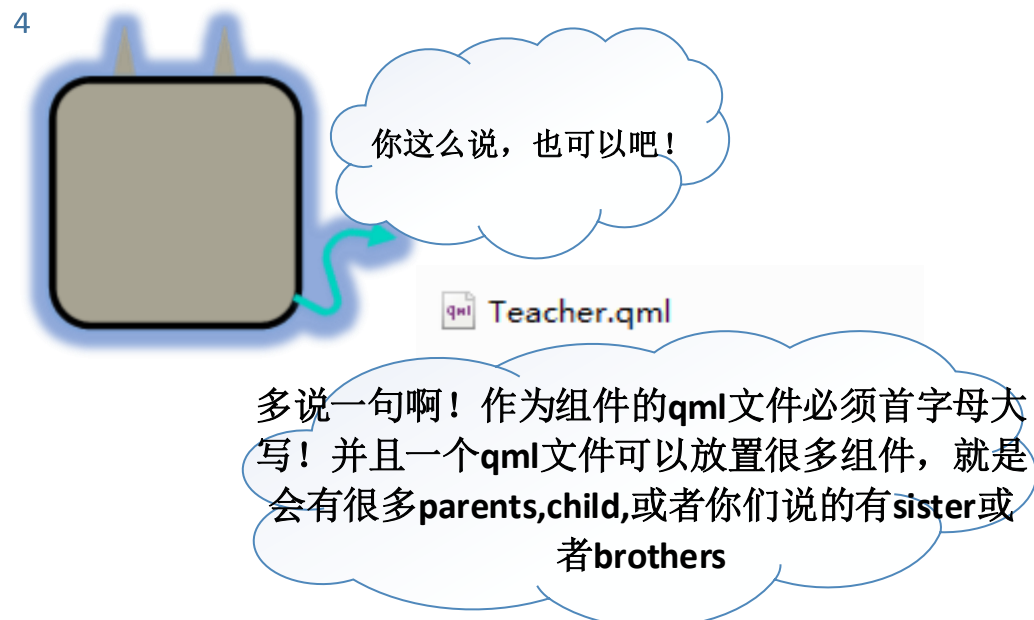 4
你这么说，也可以吧！
qml Teacher.qml
多说一句啊！作为组件的qml文件必须首字母大
写！并且一个qml文件可以放置很多组件，就是
会有很多parents,child,或者你们说的有sister或
者brothers